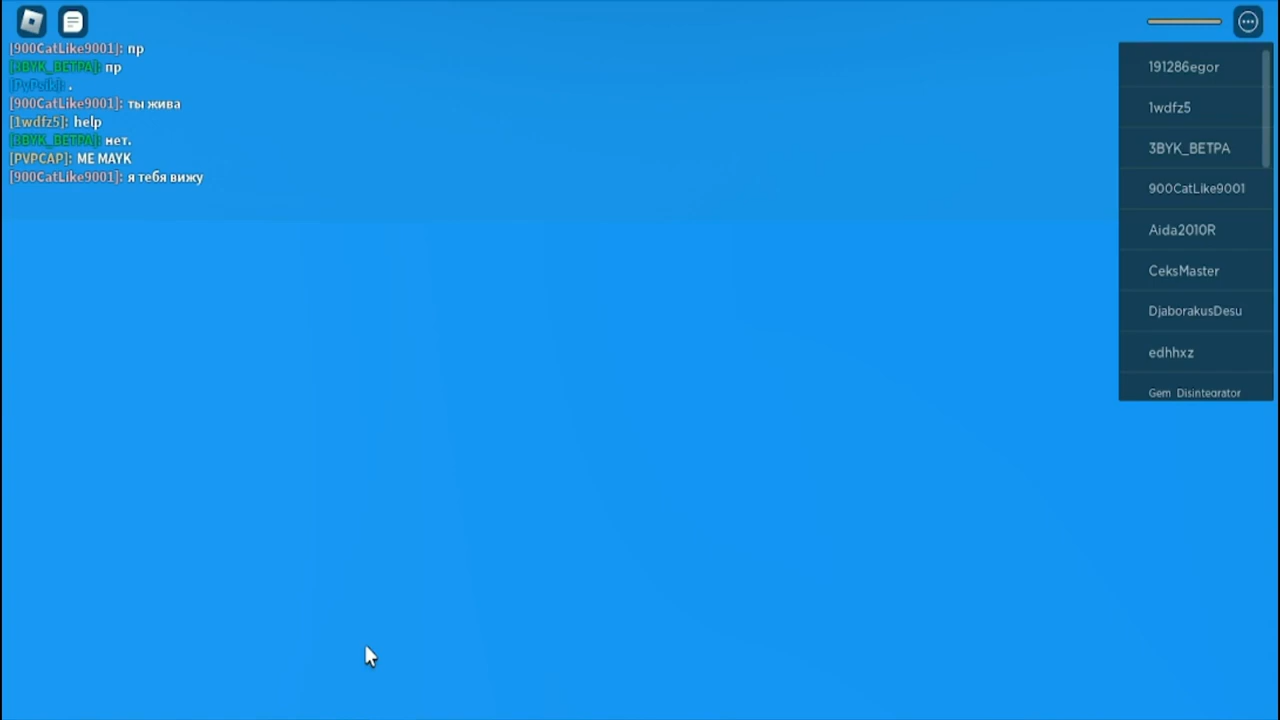 [900CatLike9001]: пр
[3BYK_BETPA]: пр
[PyPsik]: .
[900CatLike9001]: ты жива
[1wdfz5]: help
[3BYK_BETPA]: нет.
[PVPCAP]: ME MAYK
[900CatLike9001]: я тебя вижу
191286egor
1wdfz5
3BYK_BETPA
900CatLike9001
Aida2010R
CeksMaster
DjaborakusDesu
edhhxz
Gem_Disintegrator